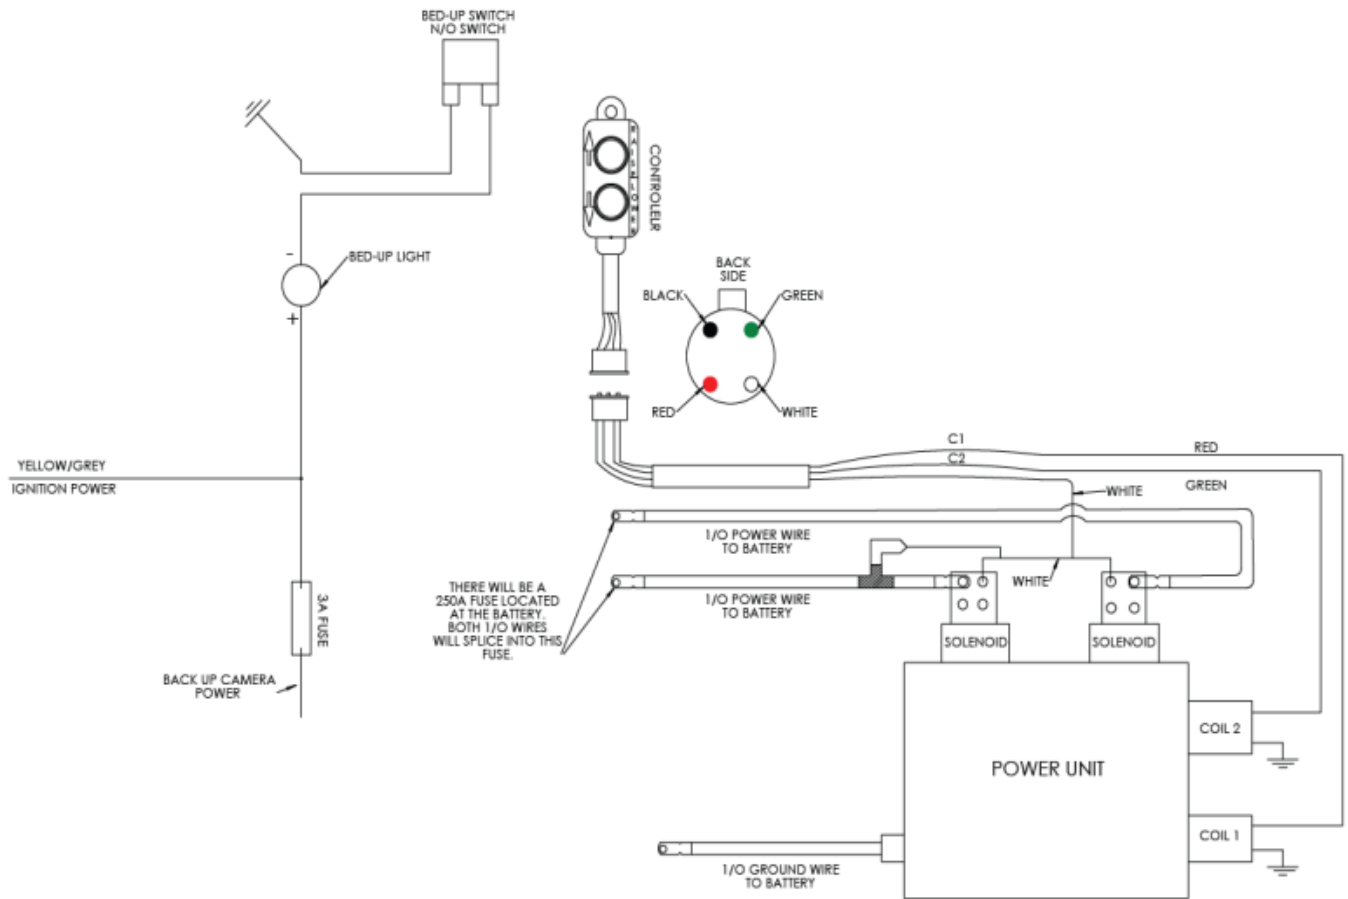 BED-UP SWITCH
N/O SWITCH
RAISE
LOWER
CONTROLEUR
BED-UP LIGHT
-
+
BACK
SIDE
BLACK
GREEN
RED
WHITE
YELLOW/GREY
IGNITION POWER
C1
RED
C2
GREEN
WHITE
1/O POWER WIRE
TO BATTERY
THERE WILL BE A
250A FUSE LOCATED
AT THE BATTERY.
BOTH 1/O WIRES
WILL SPLICE INTO THIS
FUSE.
WHITE
1/O POWER WIRE
TO BATTERY
3A FUSE
SOLENOID
SOLENOID
BACK UP CAMERA
POWER
COIL 2
POWER UNIT
COIL 1
1/O GROUND WIRE
TO BATTERY